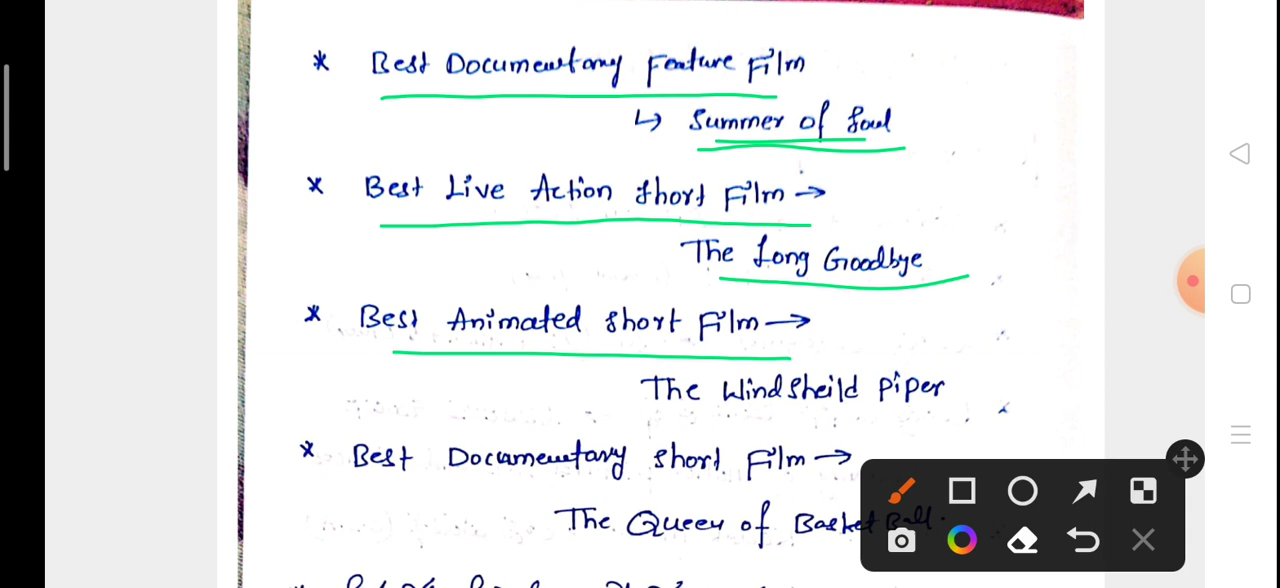 * Best Documentary Feature Film
↳ Summer of Soul
* Best Live Action Short Film →
The Long Goodbye
* Best Animated Short Film →
The Windsheild Piper
* Best Documentary Short Film →
The Queen of Basket Ball.